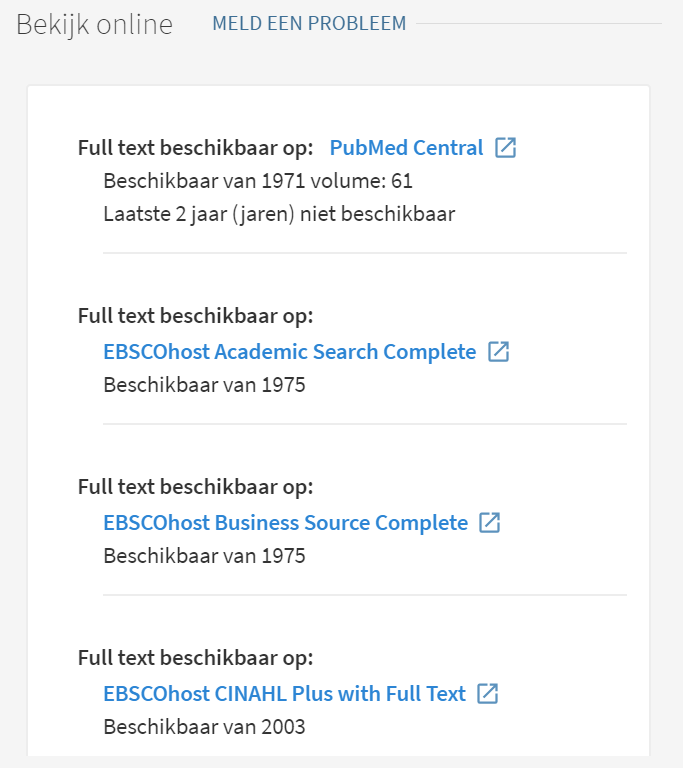 Bekijk online MELD EEN PROBLEEM
Full text beschikbaar op: PubMed Central
Beschikbaar van 1971 volume: 61
Laatste 2 jaar (jaren) niet beschikbaar
Full text beschikbaar op:
EBSCOhost Academic Search Complete
Beschikbaar van 1975
Full text beschikbaar op:
EBSCOhost Business Source Complete
Beschikbaar van 1975
Full text beschikbaar op:
EBSCOhost CINAHL Plus with Full Text
Beschikbaar van 2003